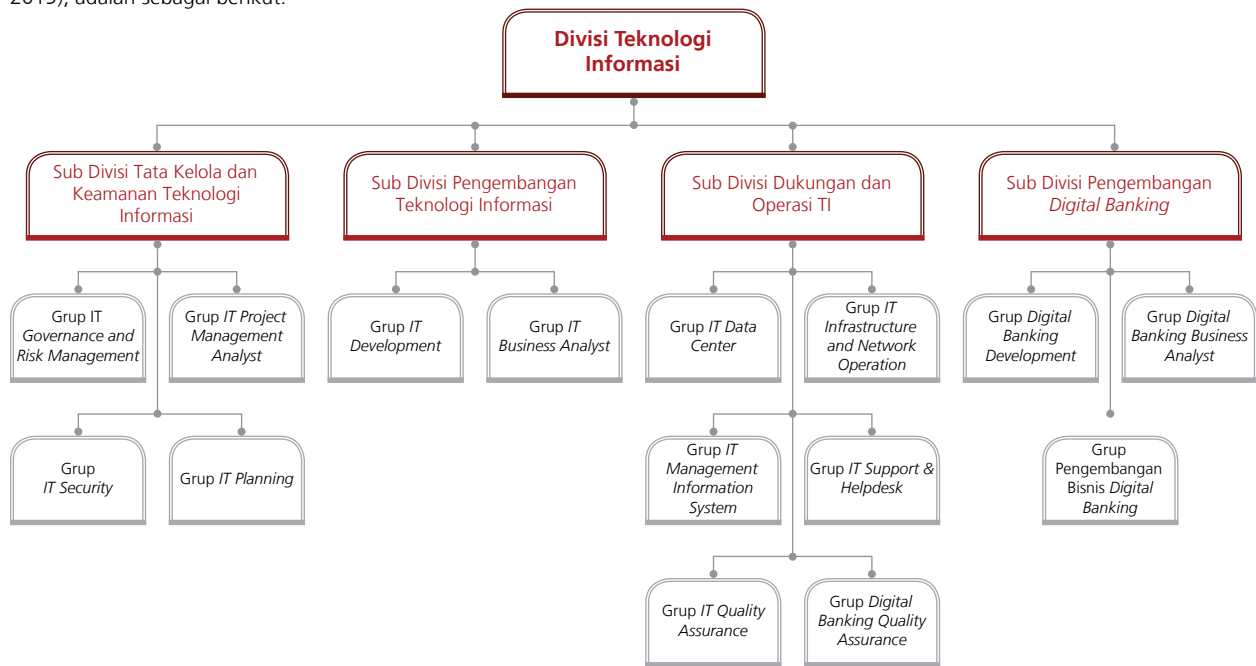 2019), adalah sebagai berikut.
Divisi Teknologi
Informasi
Sub Divisi Tata Kelola dan
Keamanan Teknologi
Informasi
Sub Divisi Pengembangan
Teknologi Informasi
Sub Divisi Dukungan dan
Operasi TI
Sub Divisi Pengembangan
Digital Banking
Grup IT
Governance and
Risk Management
Grup IT Project
Management
Analyst
Grup IT
Development
Grup IT
Business Analyst
Grup IT Data
Center
Grup IT
Infrastructure
and Network
Operation
Grup Digital
Banking
Development
Grup Digital
Banking Business
Analyst
Grup
IT Security
Grup IT Planning
Grup IT
Management
Information
System
Grup IT Support &
Helpdesk
Grup
Pengembangan
Bisnis Digital
Banking
Grup IT Quality
Assurance
Grup Digital
Banking Quality
Assurance